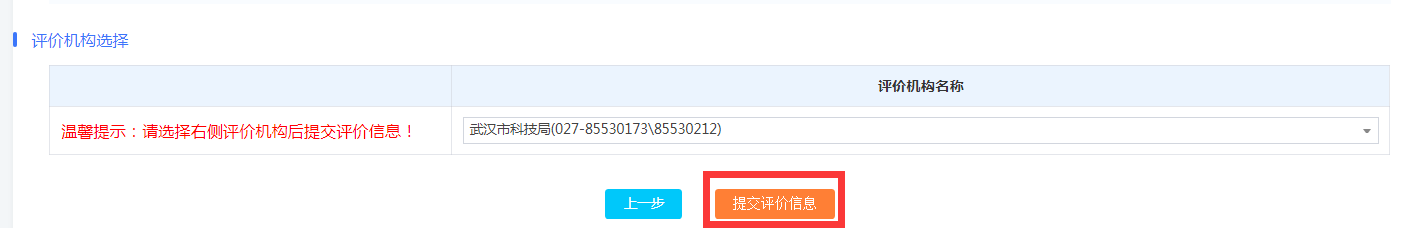 评价机构选择
评价机构名称
温馨提示：请选择右侧评价机构后提交评价信息！
武汉市科技局(027-85530173\85530212)
上一步
提交评价信息